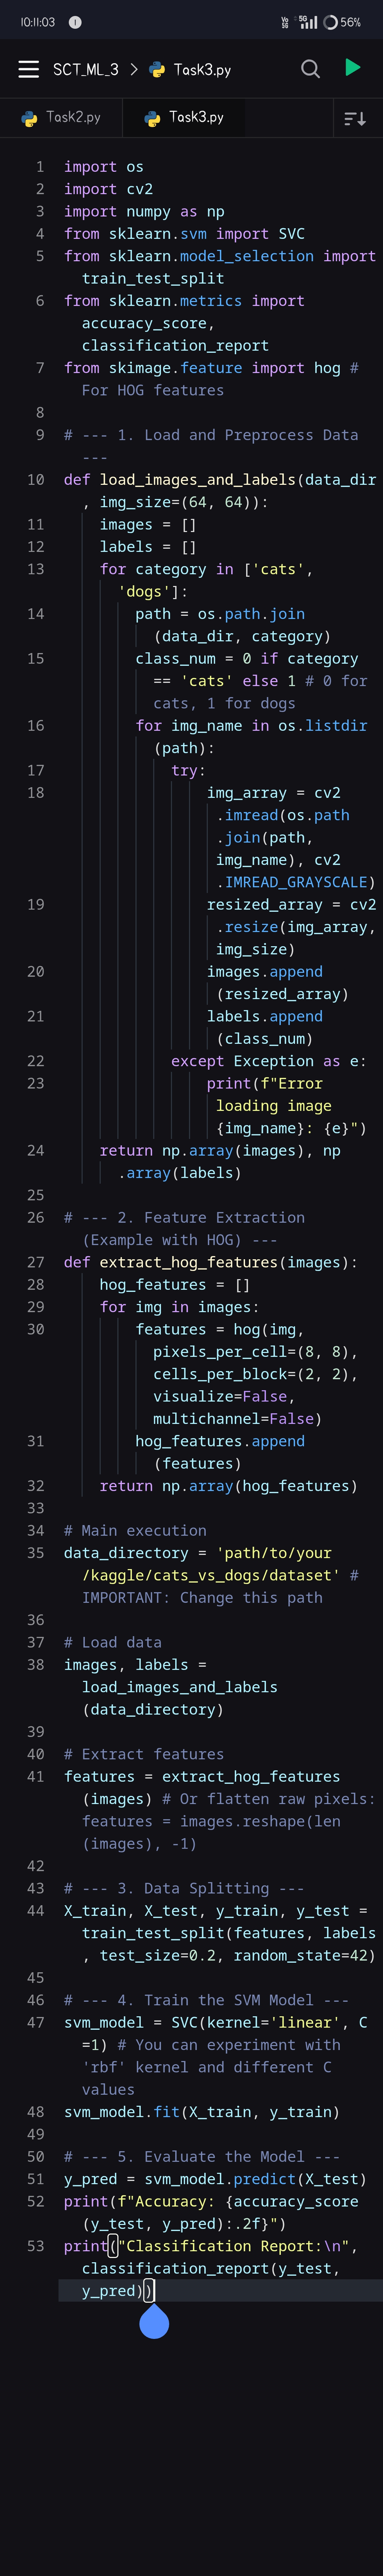 10:11:03 56%
SCT_ML_3 > Task3.py
Task2.py Task3.py
1 import os
2 import cv2
3 import numpy as np
4 from sklearn.svm import SVC
5 from sklearn.model_selection import
train_test_split
6 from sklearn.metrics import
accuracy_score,
classification_report
7 from skimage.feature import hog #
For HOG features
8
9 # --- 1. Load and Preprocess Data
---
10 def load_images_and_labels(data_dir
, img_size=(64, 64)):
11 images = []
12 labels = []
13 for category in ['cats',
'dogs']:
14 path = os.path.join
(data_dir, category)
15 class_num = 0 if category
== 'cats' else 1 # 0 for
cats, 1 for dogs
16 for img_name in os.listdir
(path):
17 try:
18 img_array = cv2
.imread(os.path
.join(path,
img_name), cv2
.IMREAD_GRAYSCALE)
19 resized_array = cv2
.resize(img_array,
img_size)
20 images.append
(resized_array)
21 labels.append
(class_num)
22 except Exception as e:
23 print(f"Error
loading image
{img_name}: {e}")
24 return np.array(images), np
.array(labels)
25
26 # --- 2. Feature Extraction
(Example with HOG) ---
27 def extract_hog_features(images):
28 hog_features = []
29 for img in images:
30 features = hog(img,
pixels_per_cell=(8, 8),
cells_per_block=(2, 2),
visualize=False,
multichannel=False)
31 hog_features.append
(features)
32 return np.array(hog_features)
33
34 # Main execution
35 data_directory = 'path/to/your
/kaggle/cats_vs_dogs/dataset' #
IMPORTANT: Change this path
36
37 # Load data
38 images, labels =
load_images_and_labels
(data_directory)
39
40 # Extract features
41 features = extract_hog_features
(images) # Or flatten raw pixels:
features = images.reshape(len
(images), -1)
42
43 # --- 3. Data Splitting ---
44 X_train, X_test, y_train, y_test =
train_test_split(features, labels
, test_size=0.2, random_state=42)
45
46 # --- 4. Train the SVM Model ---
47 svm_model = SVC(kernel='linear', C
=1) # You can experiment with
'rbf' kernel and different C
values
48 svm_model.fit(X_train, y_train)
49
50 # --- 5. Evaluate the Model ---
51 y_pred = svm_model.predict(X_test)
52 print(f"Accuracy: {accuracy_score
(y_test, y_pred):.2f}")
53 print("Classification Report:\n",
classification_report(y_test,
y_pred))